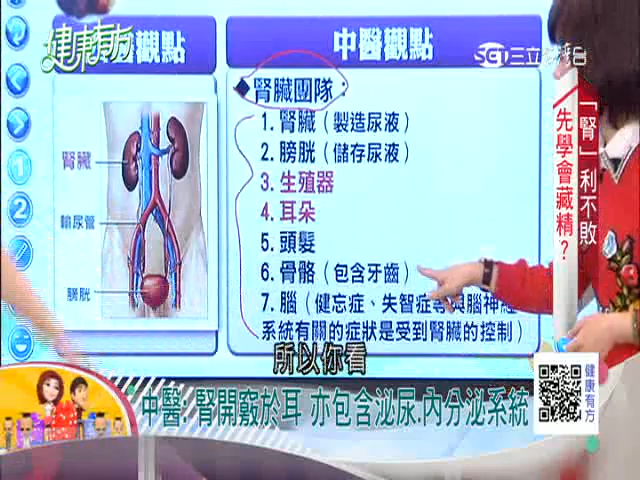 健康有方
觀點
中醫觀點
SET三立台灣台
腎臟
輸尿管
膀胱
◆腎臟團隊：
1. 腎臟（製造尿液）
2. 膀胱（儲存尿液）
3. 生殖器
4. 耳朵
5. 頭髮
6. 骨骼（包含牙齒）
7. 腦（健忘症、失智症等與腦神經
系統有關的症狀是受到腎臟的控制）
「腎」利不敗
先學會藏精？
1
2
所以你看
中醫: 腎開竅於耳 亦包含泌尿.內分泌系統
健康有方